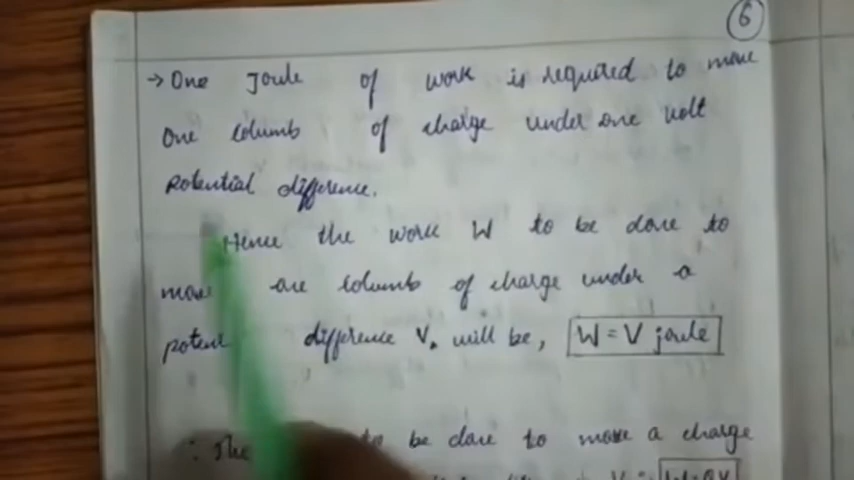 6
→ One Joule of work is required to move
one columb of charge under one volt
potential difference.
Hence the work W to be done to
move one columb of charge under a
difference V. will be, W = V joule
∴ The to be done to move a charge
W=QV